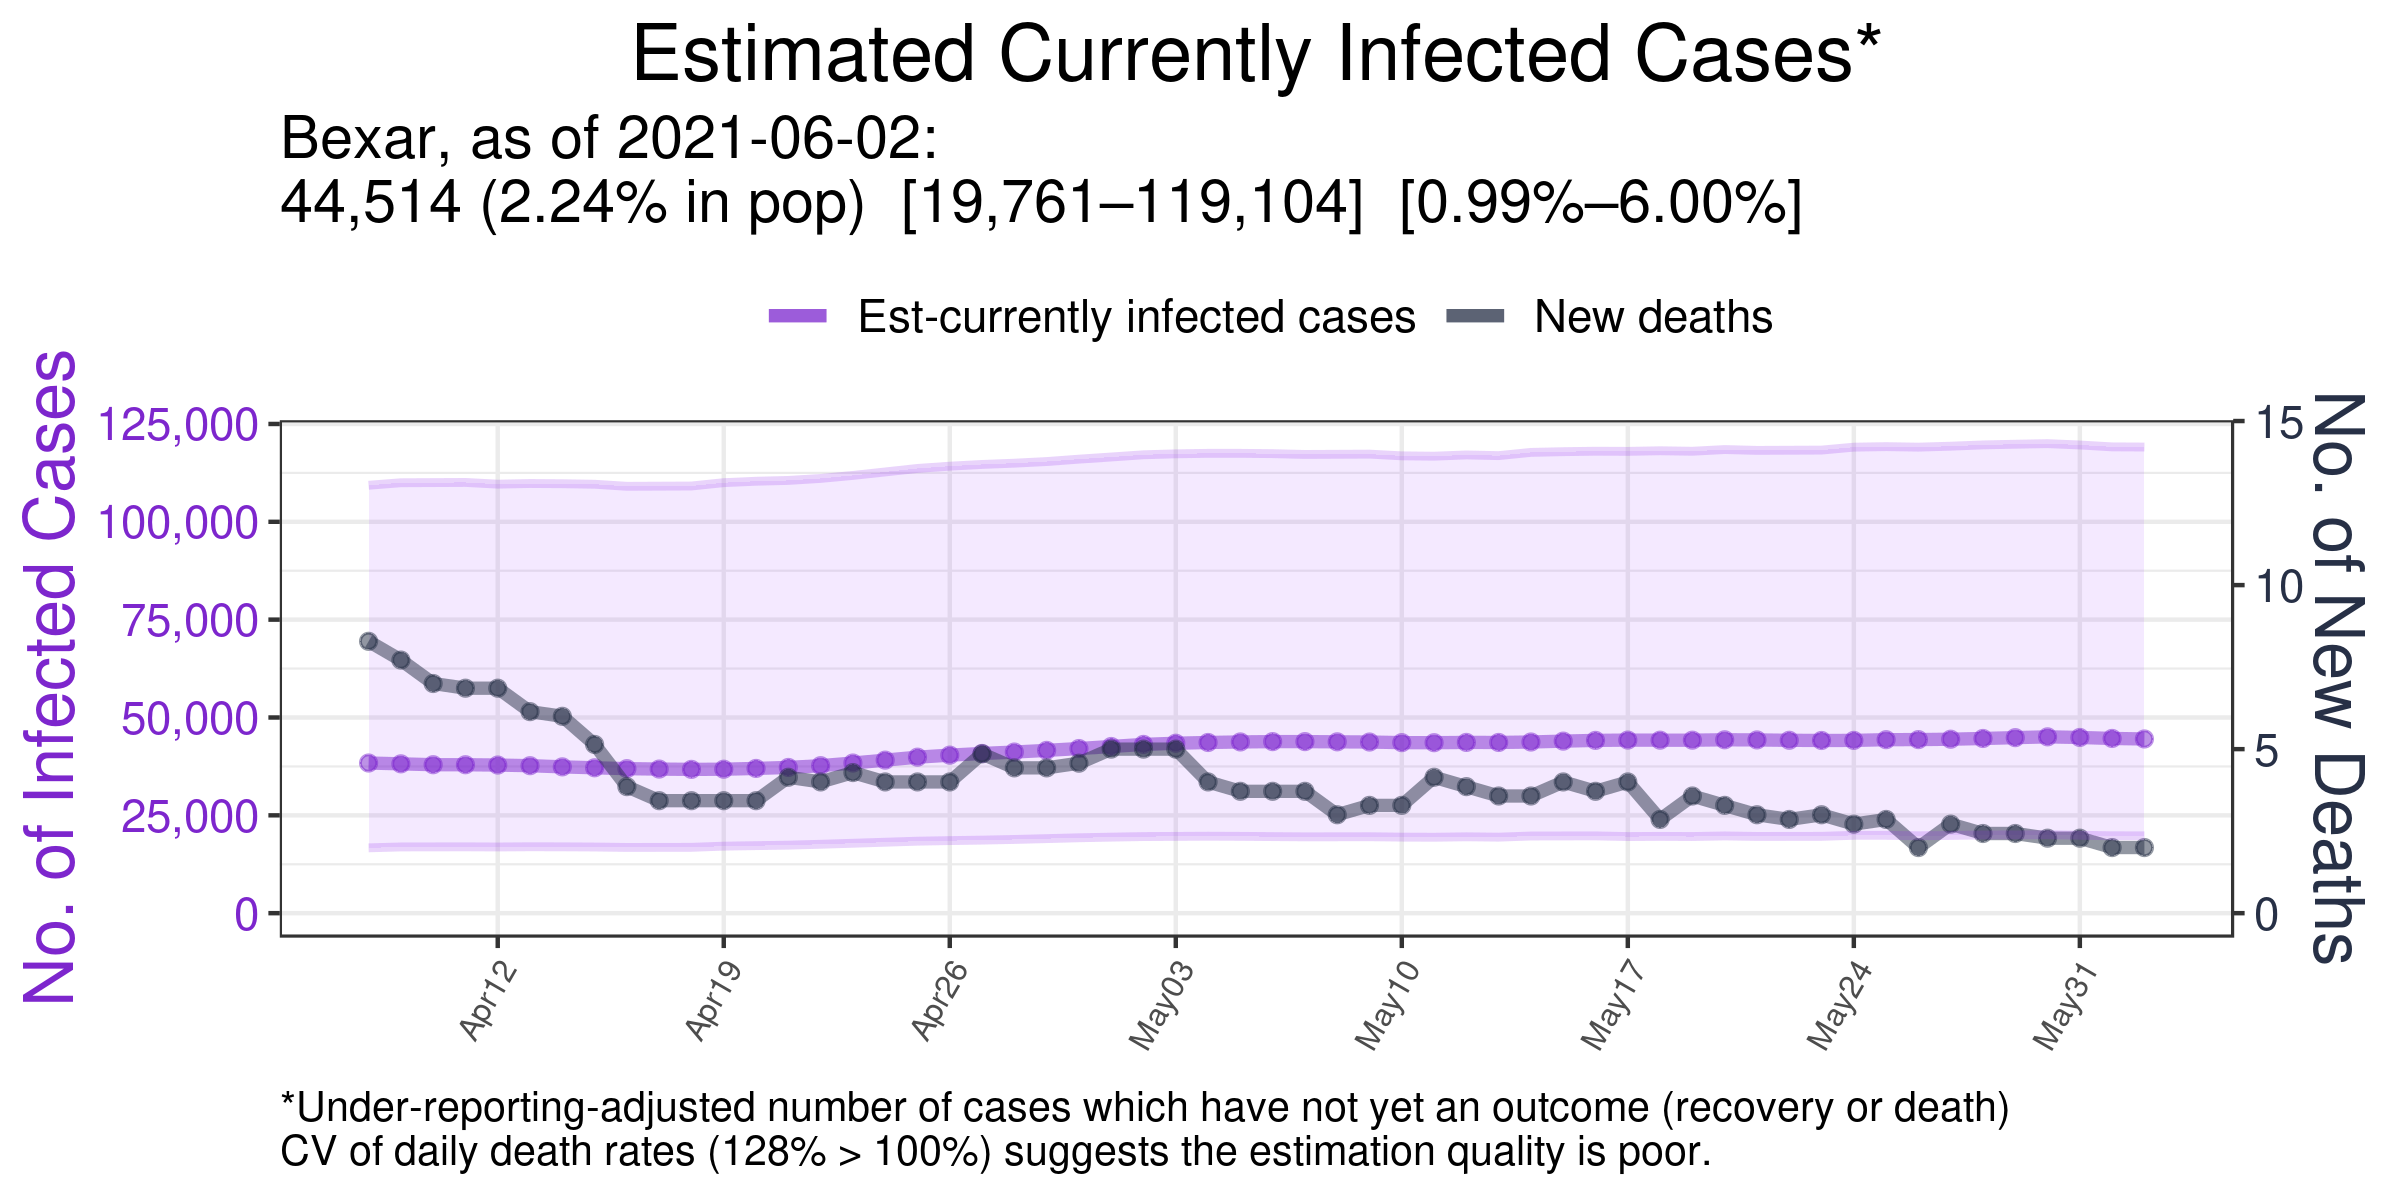 Estimated Currently Infected Cases*
Bexar, as of 2021-06-02:
44,514 (2.24% in pop) [19,761–119,104] [0.99%–6.00%]
Est-currently infected cases
New deaths
No. of Infected Cases
125,000
100,000
75,000
50,000
25,000
0
15
10
5
0
No. of New Deaths
Apr12
Apr19
Apr26
May03
May10
May17
May24
May31
*Under-reporting-adjusted number of cases which have not yet an outcome (recovery or death)
CV of daily death rates (128% > 100%) suggests the estimation quality is poor.